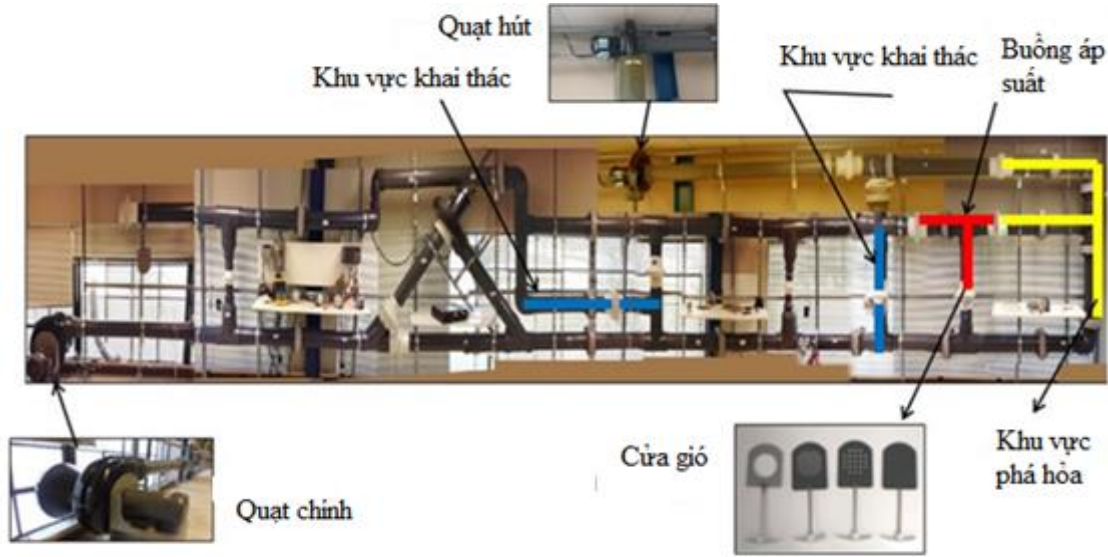 Quạt hút
Khu vực khai thác
Khu vực khai thác
Buồng áp
suất
Cửa gió
Khu vực
phá hỏa
Quạt chính